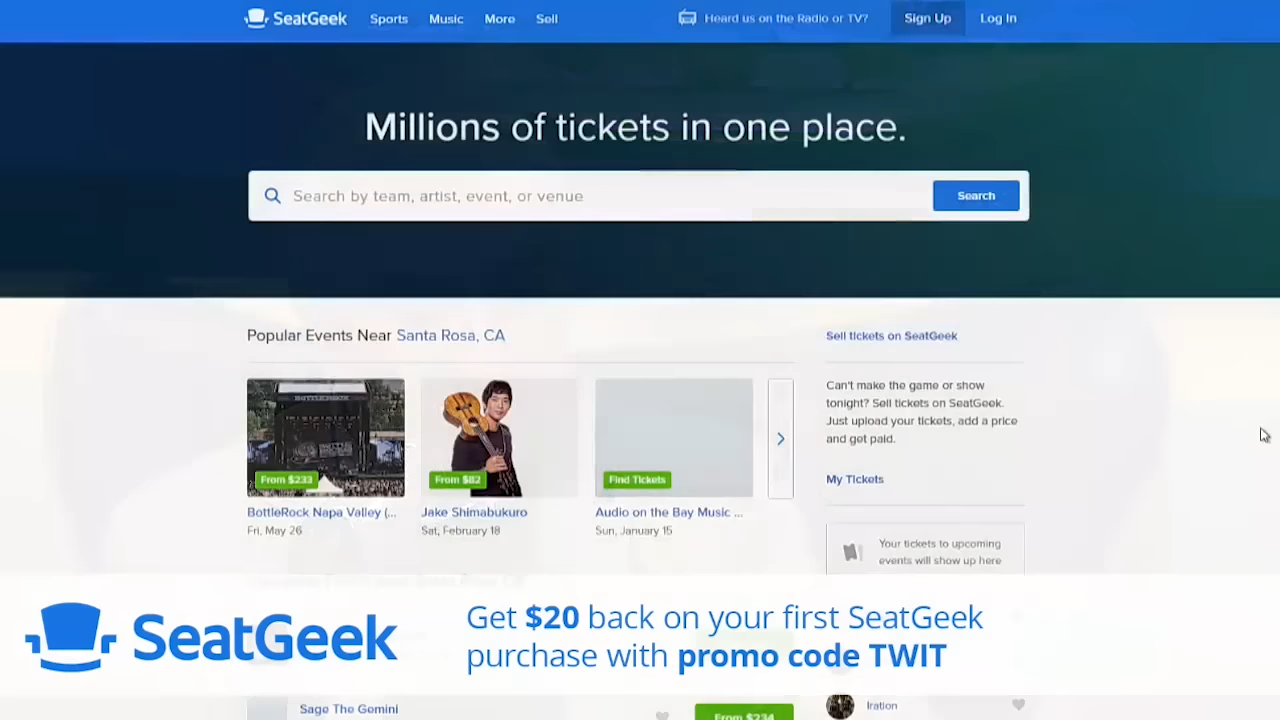 SeatGeek Sports Music More Sell Heard us on the Radio or TV? Sign Up Log In
Millions of tickets in one place.
Search by team, artist, event, or venue Search
Popular Events Near Santa Rosa, CA
BOTTLEROCK
From $233 From $82 Find Tickets
BottleRock Napa Valley (... Jake Shimabukuro Audio on the Bay Music ...
Fri, May 26 Sat, February 18 Sun, January 15
Sell tickets on SeatGeek
Can't make the game or show
tonight? Sell tickets on SeatGeek.
Just upload your tickets, add a price
and get paid.
My Tickets
Your tickets to upcoming
events will show up here
SeatGeek
Get $20 back on your first SeatGeek
purchase with promo code TWIT
Sage The Gemini
From $234
Iration